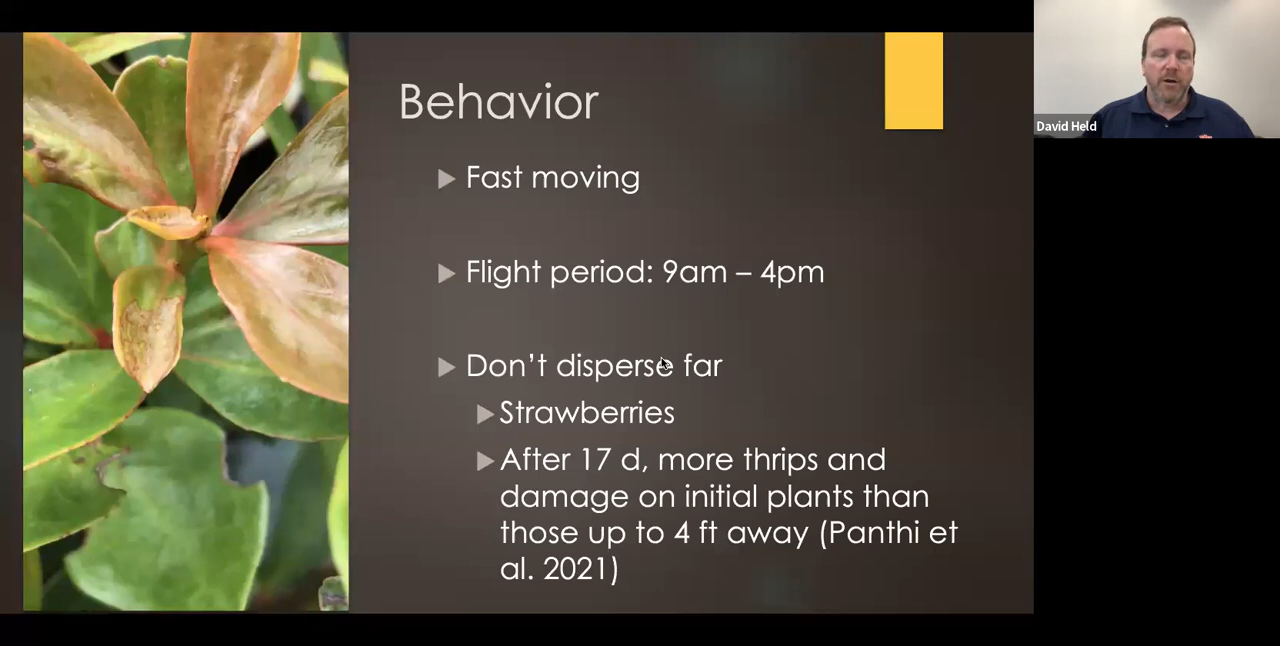 Behavior
Fast moving
Flight period: 9am – 4pm
Don’t disperse far
Strawberries
After 17 d, more thrips and
damage on initial plants than
those up to 4 ft away (Panthi et
al. 2021)
David Held